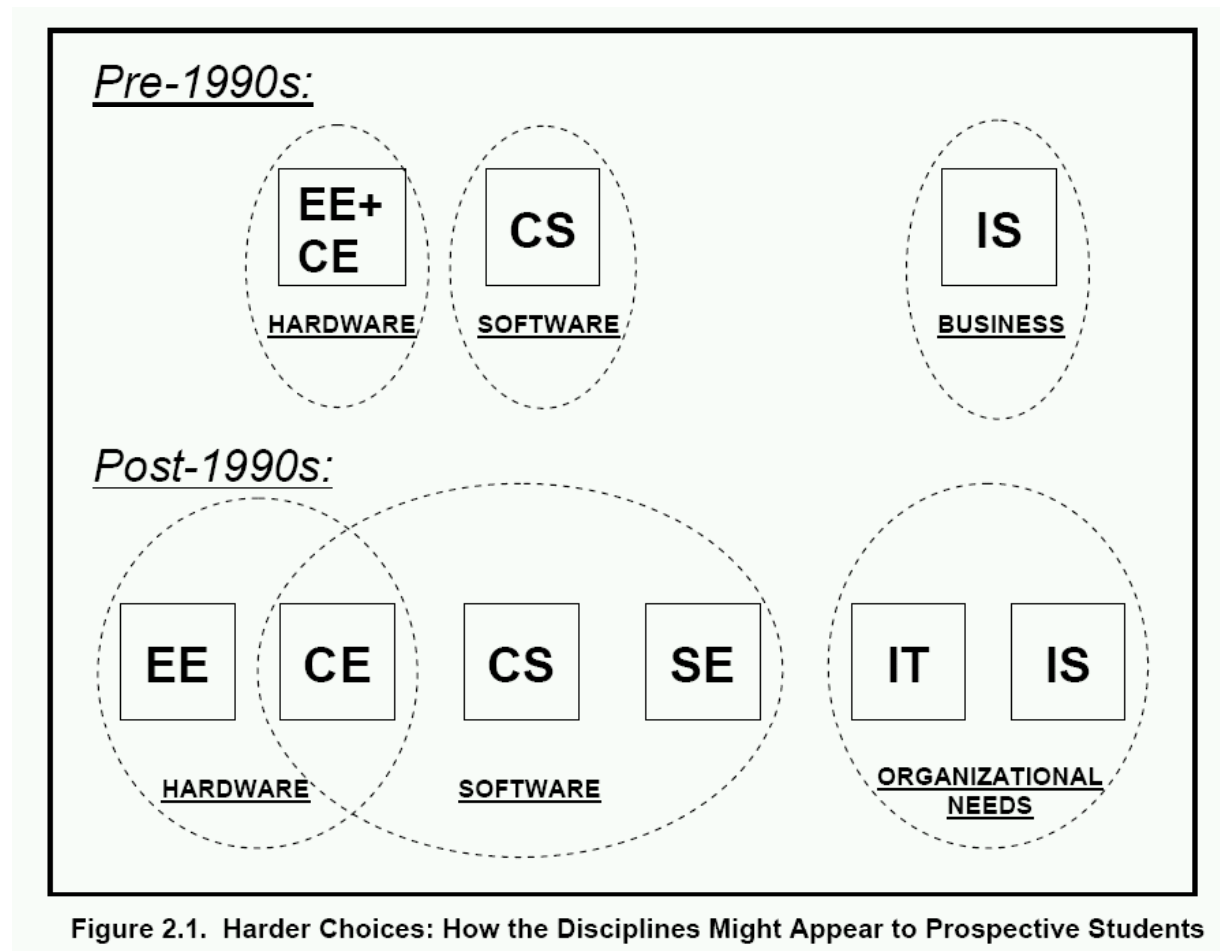 Pre-1990s:
EE+
CE
CS
IS
HARDWARE
SOFTWARE
BUSINESS
Post-1990s:
EE
CE
CS
SE
IT
IS
HARDWARE
SOFTWARE
ORGANIZATIONAL
NEEDS
Figure 2.1. Harder Choices: How the Disciplines Might Appear to Prospective Students